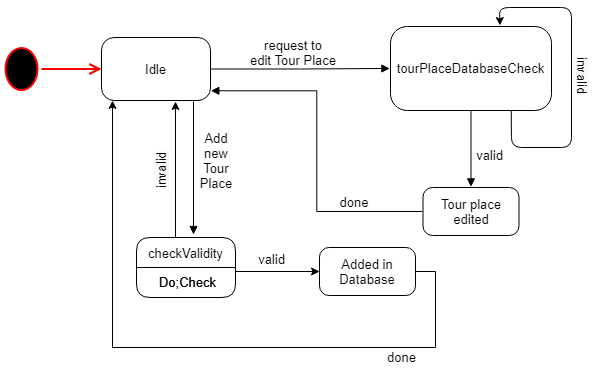 Idle
request to
edit Tour Place
tourPlaceDatabaseCheck
invalid
valid
Add
new
Tour
Place
invalid
Tour place
edited
done
checkValidity
Do;Check
valid
Added in
Database
done